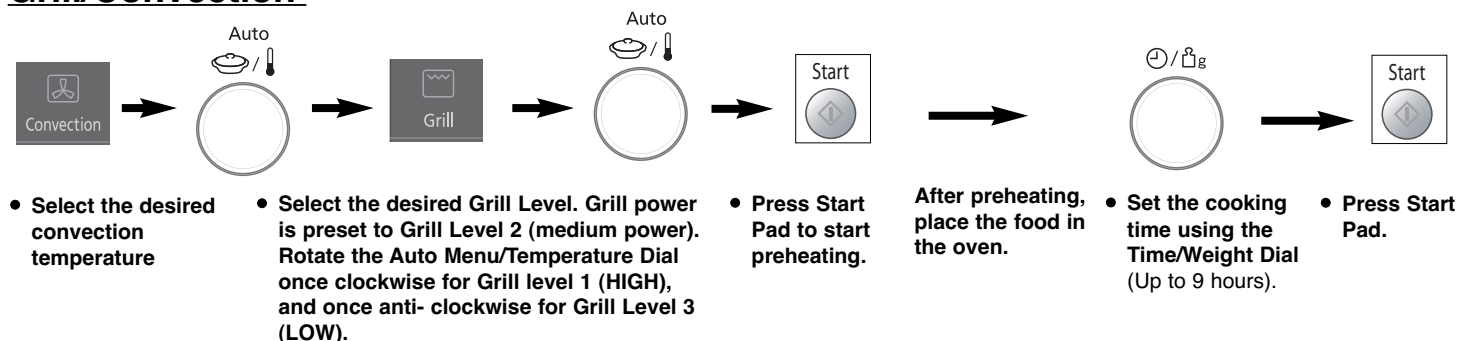 Grill/Convection
Auto
Auto
Convection
Grill
Start
g
Start
• Select the desired
convection
temperature
• Select the desired Grill Level. Grill power
is preset to Grill Level 2 (medium power).
Rotate the Auto Menu/Temperature Dial
once clockwise for Grill level 1 (HIGH),
and once anti- clockwise for Grill Level 3
(LOW).
• Press Start
Pad to start
preheating.
After preheating,
place the food in
the oven.
• Set the cooking
time using the
Time/Weight Dial
(Up to 9 hours).
• Press Start
Pad.